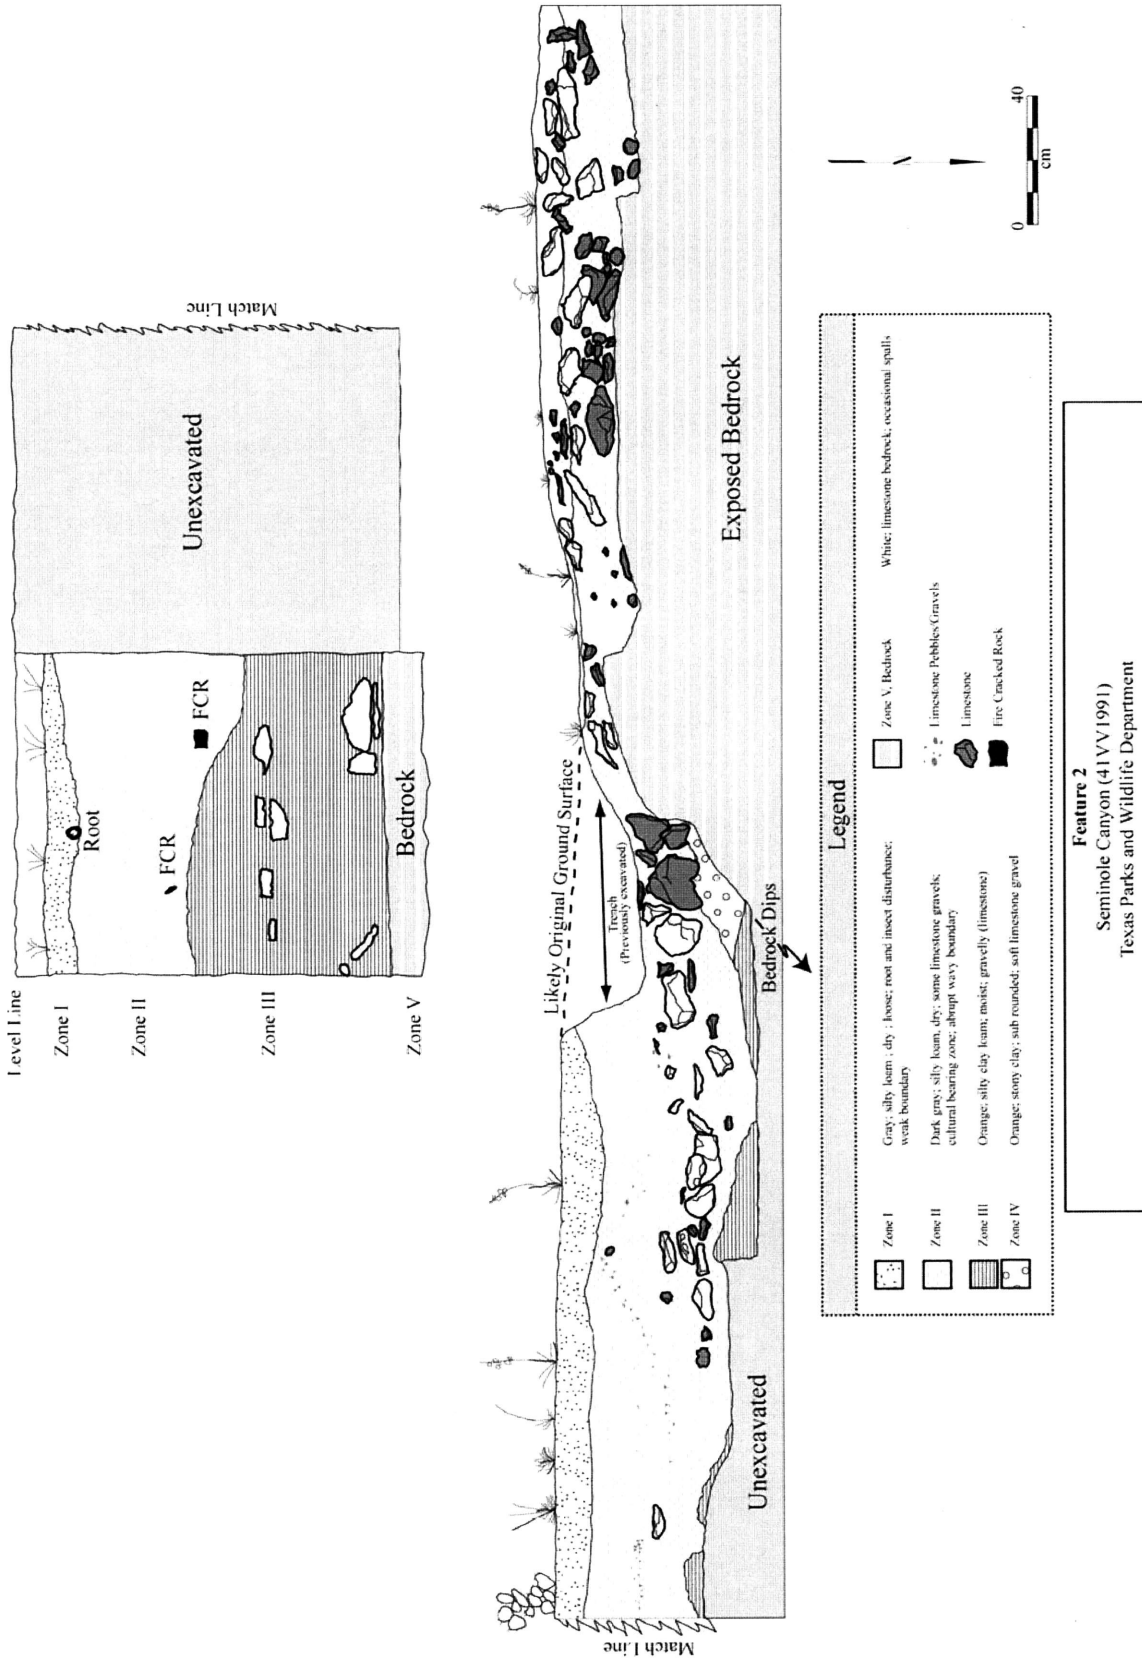 Level Line
Zone I
Zone II
Zone III
Zone V
Root
FCR
FCR
Bedrock
Unexcavated
Match Line
Match Line
Likely Original Ground Surface
Trench
(Previously excavated)
Unexcavated
Bedrock Dips
Exposed Bedrock
0
40
cm
Legend
Zone I
Gray; silty loam ; dry ; loose; root and insect disturbance;
weak boundary
Zone II
Dark gray; silty loam, dry; some limestone gravels;
cultural bearing zone; abrupt wavy boundary
Zone III
Orange; silty clay loam; moist; gravelly (limestone)
Zone IV
Orange; stony clay; sub rounded; soft limestone gravel
Zone V, Bedrock
White; limestone bedrock; occasional spalls
Limestone Pebbles/Gravels
Limestone
Fire Cracked Rock
Feature 2
Seminole Canyon (41VV1991)
Texas Parks and Wildlife Department